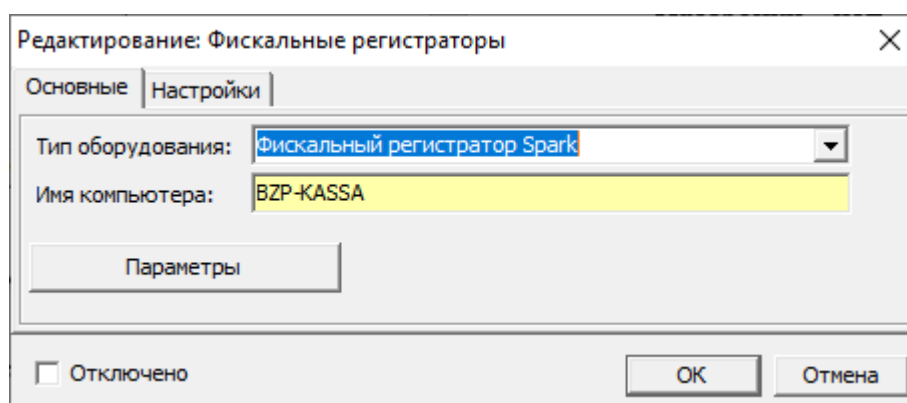 Редактирование: Фискальные регистраторы
Основные Настройки
Тип оборудования: Фискальный регистратор Spark
Имя компьютера: BZP-KASSA
Параметры
Отключено OK Отмена